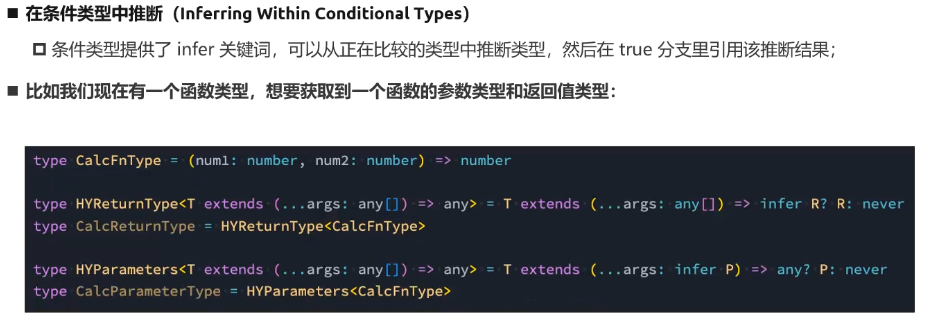 ■ 在条件类型中推断（Inferring Within Conditional Types）
条件类型提供了 infer 关键词，可以从正在比较的类型中推断类型，然后在 true 分支里引用该推断结果；
■ 比如我们现在有一个函数类型，想要获取到一个函数的参数类型和返回值类型：
type CalcFnType = (num1: number, num2: number) => number
type HYReturnType<T extends (...args: any[]) => any> = T extends (...args: any[]) => infer R? R: never
type CalcReturnType = HYReturnType<CalcFnType>
type HYParameters<T extends (...args: any[]) => any> = T extends (...args: infer P) => any? P: never
type CalcParameterType = HYParameters<CalcFnType>